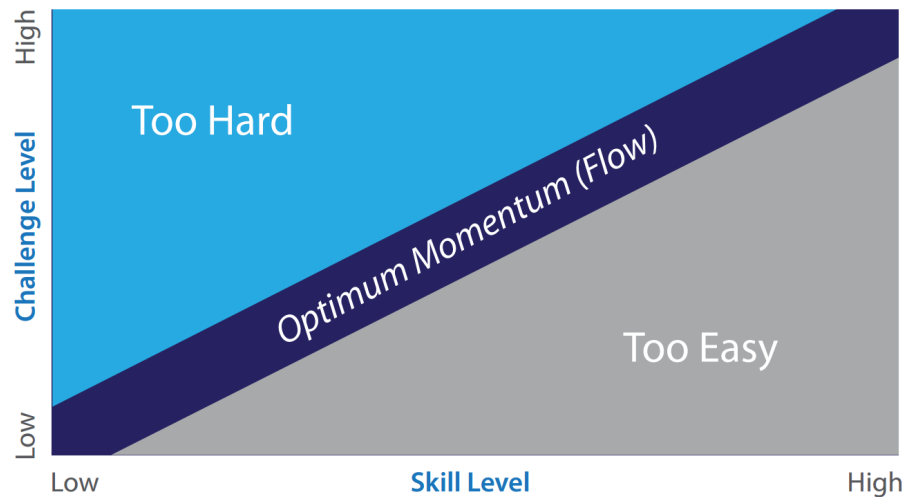 High
Too Hard
Challenge Level
Optimum Momentum (Flow)
Too Easy
Low
Low
Skill Level
High